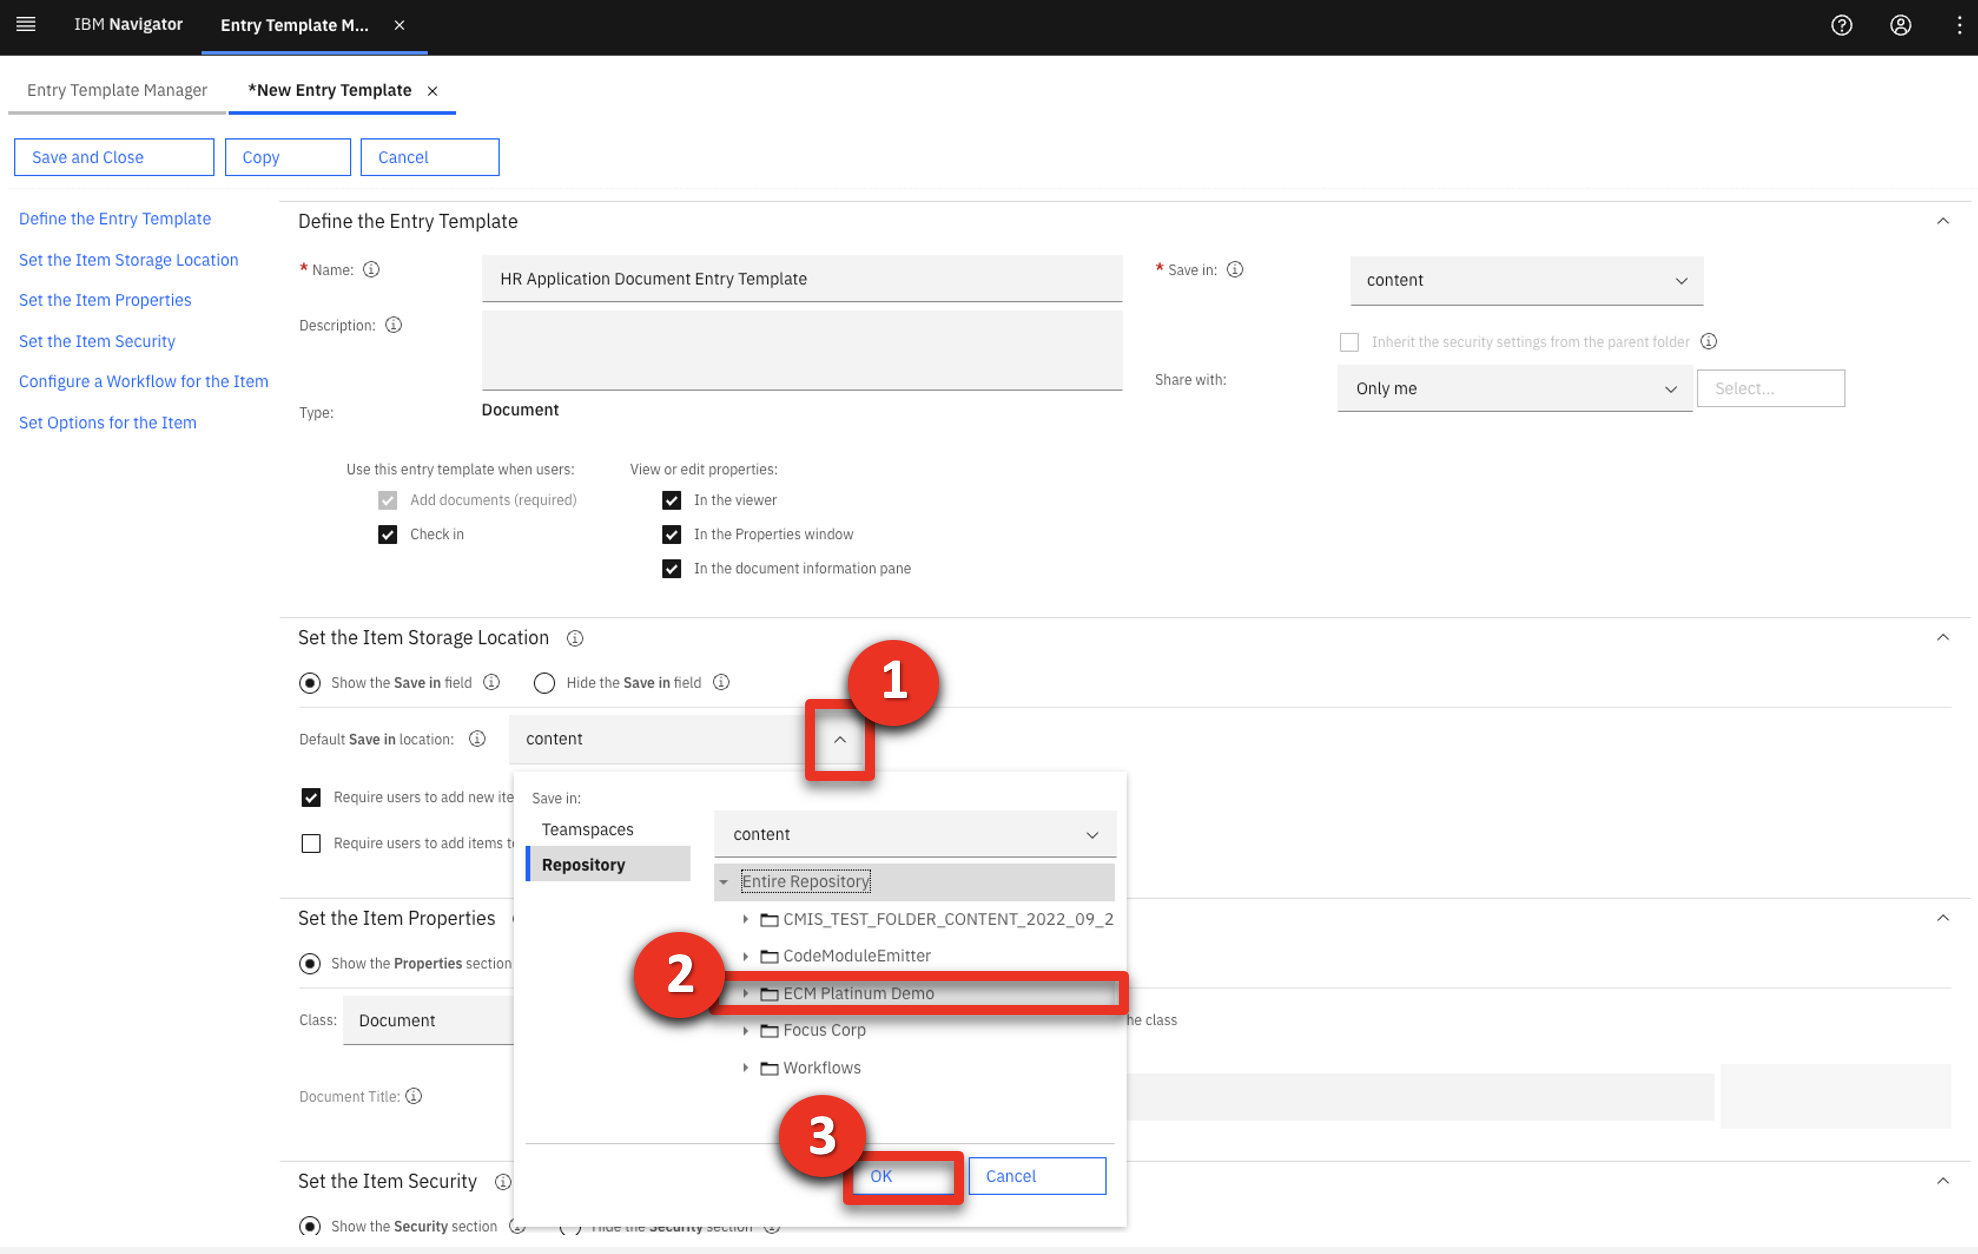 IBM Navigator
Entry Template M...
Entry Template Manager
*New Entry Template
Save and Close
Copy
Cancel
Define the Entry Template
Set the Item Storage Location
Set the Item Properties
Set the Item Security
Configure a Workflow for the Item
Set Options for the Item
Define the Entry Template
* Name:
HR Application Document Entry Template
* Save in:
content
Description:
Inherit the security settings from the parent folder
Share with:
Only me
Select...
Type:
Document
Use this entry template when users:
View or edit properties:
Add documents (required)
In the viewer
Check in
In the Properties window
In the document information pane
Set the Item Storage Location
1
Show the Save in field
Hide the Save in field
Default Save in location:
content
Require users to add new ite
Require users to add items t
Save in:
Teamspaces
Repository
content
Entire Repository
CMIS_TEST_FOLDER_CONTENT_2022_09_2
CodeModuleEmitter
2
ECM Platinum Demo
Focus Corp
Workflows
3
OK
Cancel
Set the Item Properties
Show the Properties section
Class:
Document
he class
Document Title:
Set the Item Security
Show the Security section
Hide the Security section